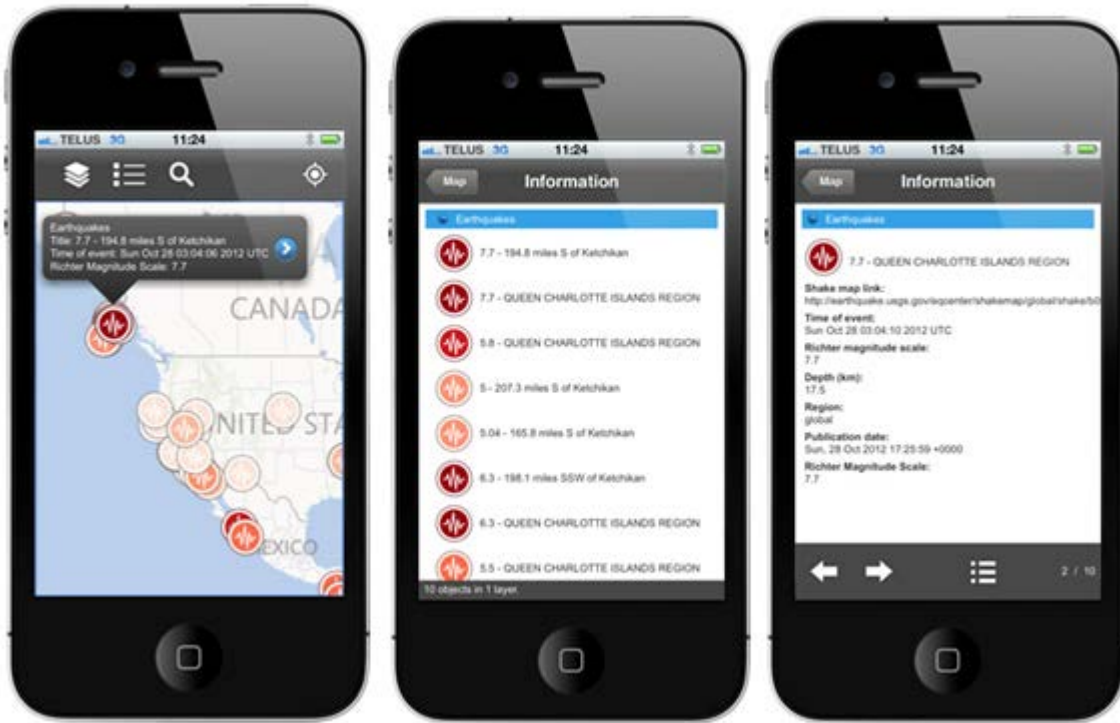 TELUS 3G 11:24
Earthquakes
Title: 7.7 - 194.8 miles S of Ketchikan
Time of event: Sun Oct 28 03:04:06 2012 UTC
Richter Magnitude Scale: 7.7
CANADA
UNITED STA
MEXICO
TELUS 3G 11:24
Map Information
Earthquakes
7.7 - 194.8 miles S of Ketchikan
7.7 - QUEEN CHARLOTTE ISLANDS REGION
5.8 - QUEEN CHARLOTTE ISLANDS REGION
5 - 207.3 miles S of Ketchikan
5.04 - 165.8 miles S of Ketchikan
6.3 - 198.1 miles SSW of Ketchikan
6.3 - QUEEN CHARLOTTE ISLANDS REGION
5.5 - QUEEN CHARLOTTE ISLANDS REGION
10 objects in 1 layer.
TELUS 3G 11:24
Map Information
Earthquakes
7.7 - QUEEN CHARLOTTE ISLANDS REGION
Shake map link:
http://earthquake.usgs.gov/eqcenter/shakemap/global/shake/b0
Time of event:
Sun Oct 28 03:04:10 2012 UTC
Richter magnitude scale:
7.7
Depth (km):
17.5
Region:
global
Publication date:
Sun, 28 Oct 2012 17:25:59 +0000
Richter Magnitude Scale:
7.7
2 / 10